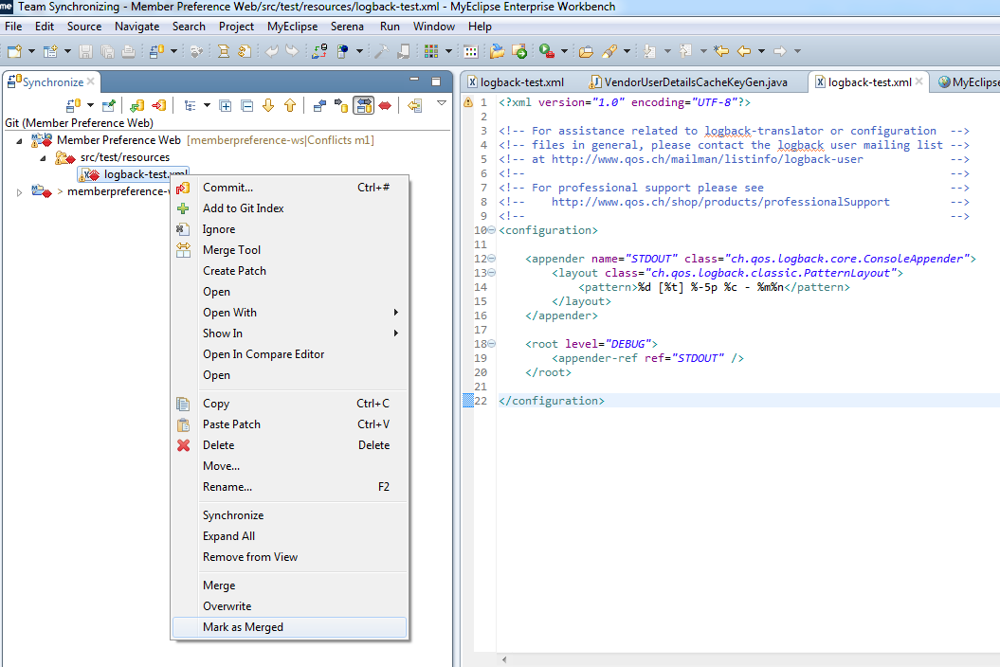 Team Synchronizing - Member Preference Web/src/test/resources/logback-test.xml - MyEclipse Enterprise Workbench
File Edit Source Navigate Search Project MyEclipse Serena Run Window Help
Synchronize
Git (Member Preference Web)
Member Preference Web [memberpreference-ws|Conflicts m1]
src/test/resources
logback-test.xml
> memberpreference-
Commit... Ctrl+#
Add to Git Index
Ignore
Merge Tool
Create Patch
Open
Open With
Show In
Open In Compare Editor
Open
Copy Ctrl+C
Paste Patch Ctrl+V
Delete Delete
Move...
Rename... F2
Synchronize
Expand All
Remove from View
Merge
Overwrite
Mark as Merged
logback-test.xml VendorUserDetailsCacheKeyGen.java logback-test.xml MyEclipse
1 <?xml version="1.0" encoding="UTF-8"?>
2
3 <!-- For assistance related to logback-translator or configuration -->
4 <!-- files in general, please contact the logback user mailing list -->
5 <!-- at http://www.qos.ch/mailman/listinfo/logback-user -->
6 <!-- -->
7 <!-- For professional support please see -->
8 <!-- http://www.qos.ch/shop/products/professionalSupport -->
9 <!-- -->
10 <configuration>
11
12 <appender name="STDOUT" class="ch.qos.logback.core.ConsoleAppender">
13 <layout class="ch.qos.logback.classic.PatternLayout">
14 <pattern>%d [%t] %-5p %c - %m%n</pattern>
15 </layout>
16 </appender>
17
18 <root level="DEBUG">
19 <appender-ref ref="STDOUT" />
20 </root>
21
22 </configuration>